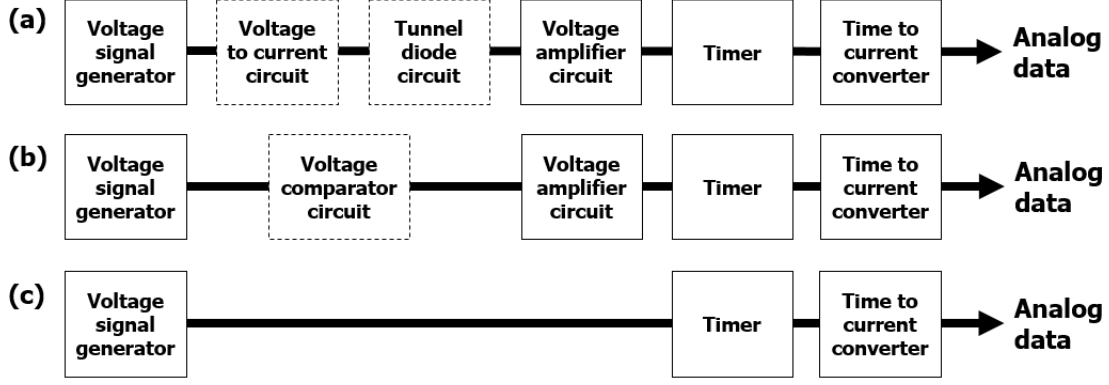 (a)
Voltage
signal
generator
Voltage
to current
circuit
Tunnel
diode
circuit
Voltage
amplifier
circuit
Timer
Time to
current
converter
Analog
data
(b)
Voltage
signal
generator
Voltage
comparator
circuit
Voltage
amplifier
circuit
Timer
Time to
current
converter
Analog
data
(c)
Voltage
signal
generator
Timer
Time to
current
converter
Analog
data